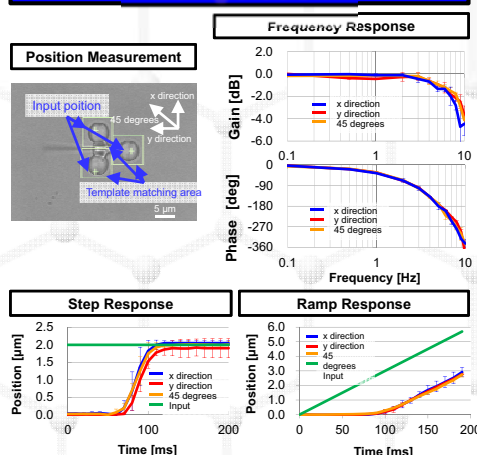 Frequency Response
Position Measurement
x direction
Input poition
45 degrees
y direction
Template matching area
5 µm
Gain [dB]
2.0
0.0
-2.0
-4.0
-6.0
x direction
y direction
45 degrees
0.1
1
10
Phase [deg]
0
-90
-180
-270
-360
x direction
y direction
45 degrees
0.1
1
10
Frequency [Hz]
Step Response
Position [µm]
2.5
2.0
1.5
1.0
0.5
0.0
x direction
y direction
45 degrees
Input
0
100
200
Time [ms]
Ramp Response
Position [µm]
6.0
5.0
4.0
3.0
2.0
1.0
0.0
x direction
y direction
45
degrees
Input
0
50
100
150
200
Time [ms]